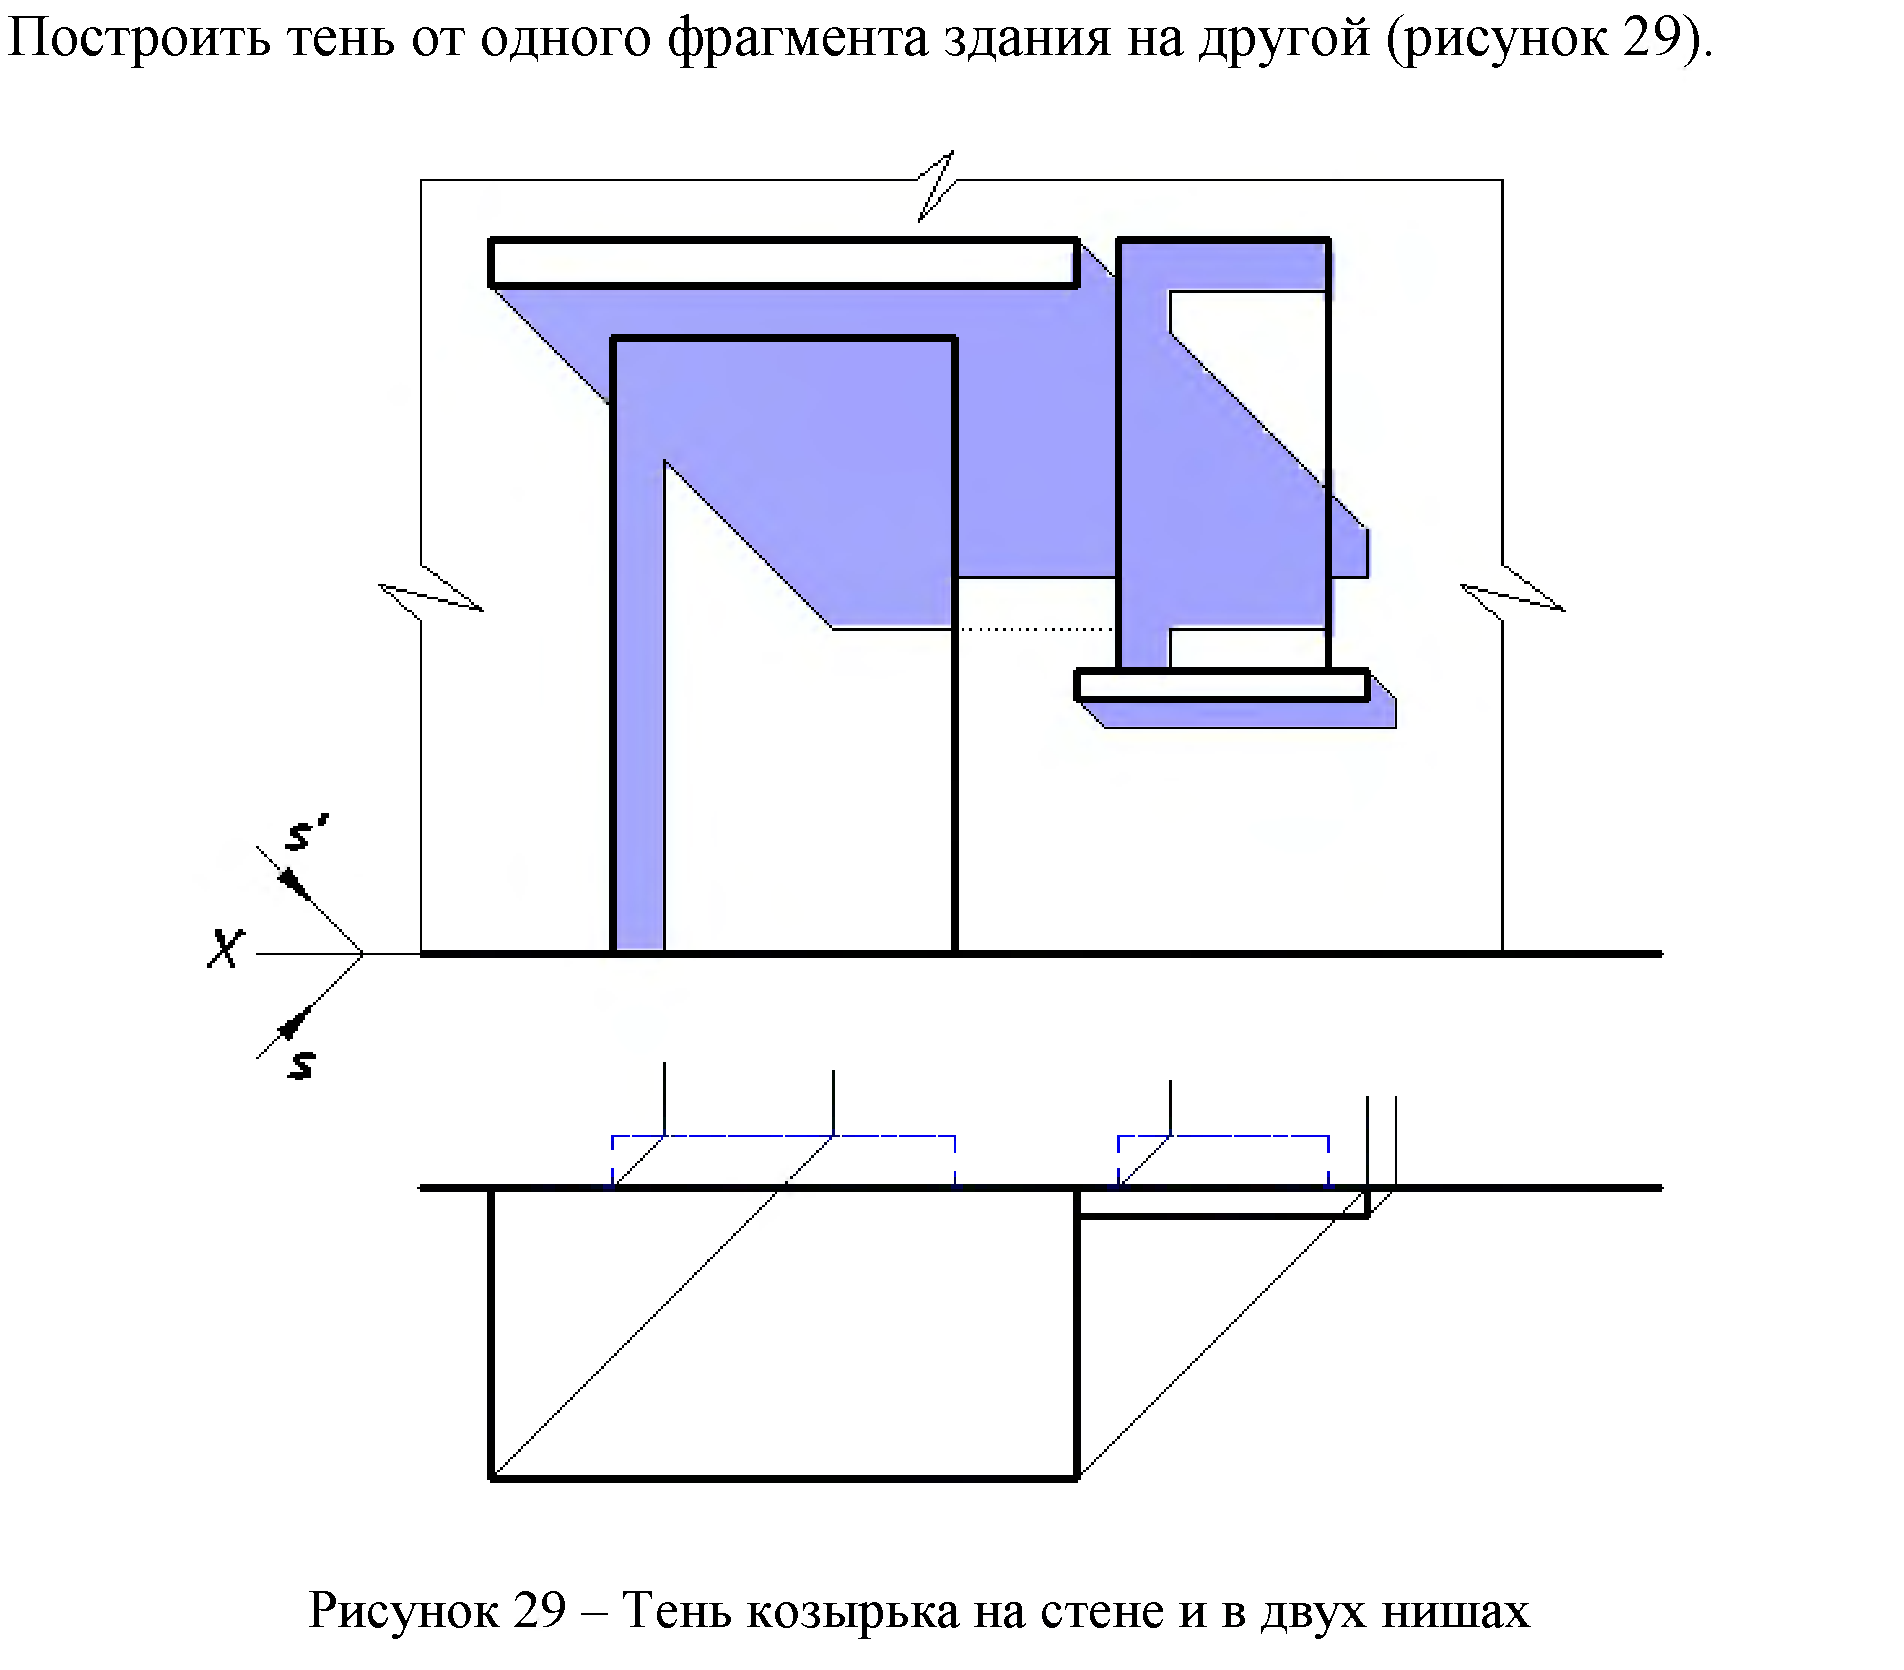 Построить тень от одного фрагмента здания на другой (рисунок 29).
s'
X
s
Рисунок 29 – Тень козырька на стене и в двух нишах